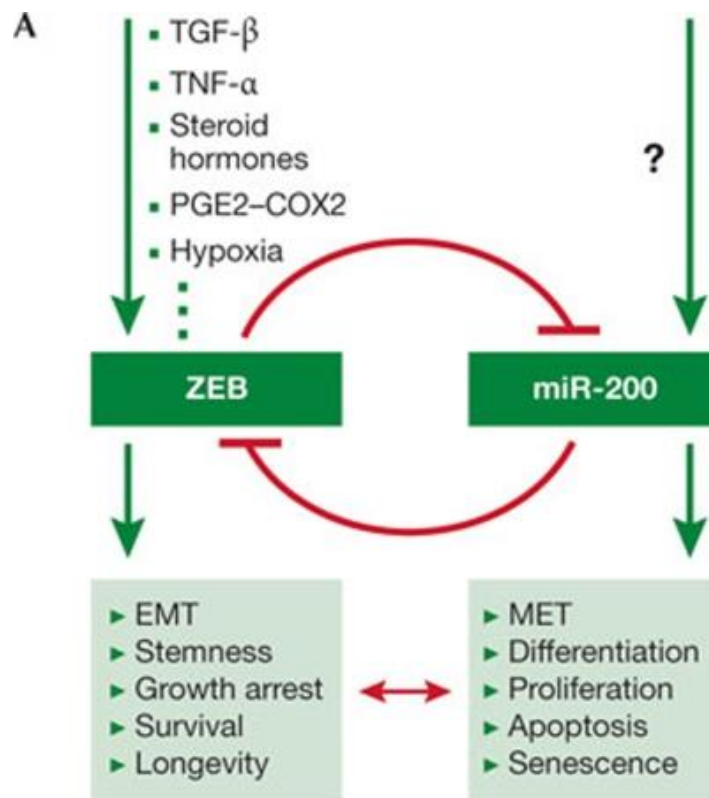 A
TGF-β
TNF-α
Steroid
hormones
PGE2–COX2
Hypoxia
?
ZEB
miR-200
EMT
Stemness
Growth arrest
Survival
Longevity
MET
Differentiation
Proliferation
Apoptosis
Senescence